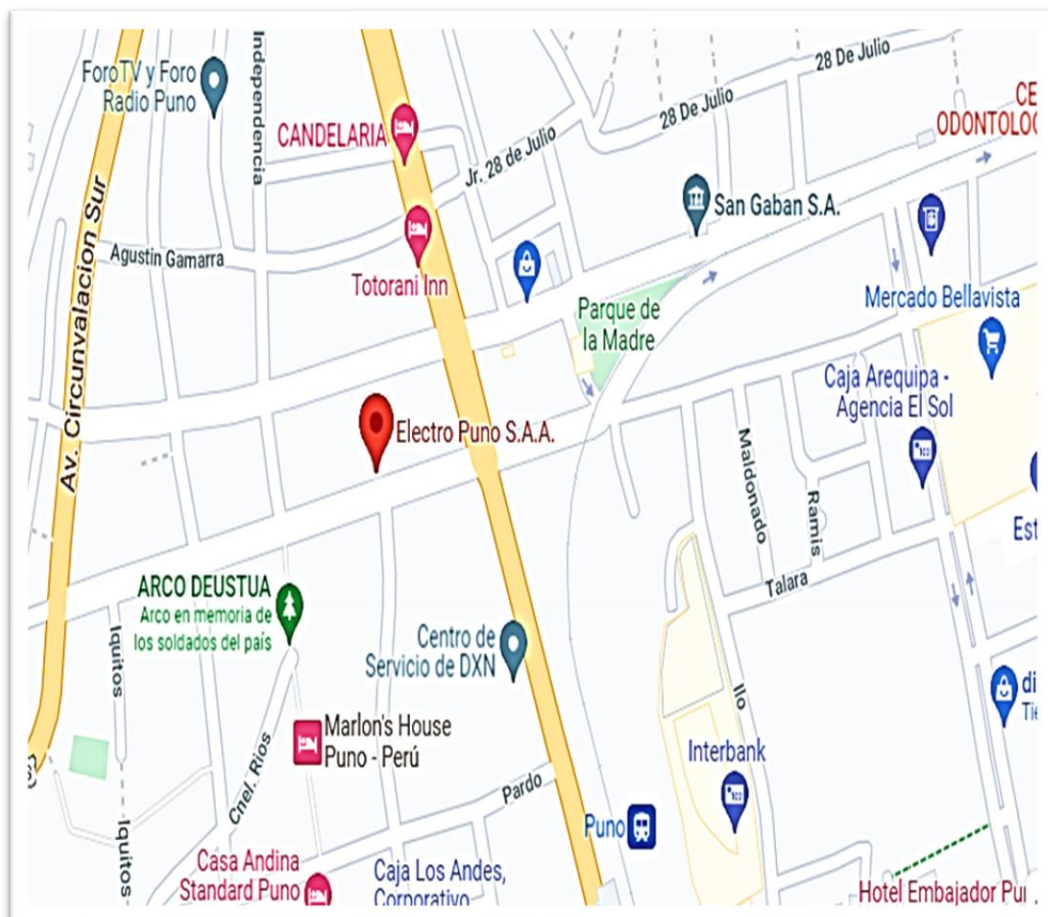 ForoTV y Foro
Radio Puno
Independencia
CANDELARIA
Jr. 28 de Julio
28 De Julio
28 De Julio
CE
ODONTOLOG
San Gaban S.A.
Agustin Gamarra
Totorani Inn
Parque de
la Madre
Mercado Bellavista
Av. Circunvalacion Sur
Caja Arequipa -
Agencia El Sol
Electro Puno S.A.A.
Maldonado
Ramis
Est
Talara
ARCO DEUSTUA
Arco en memoria de
los soldados del país
Iquitos
Centro de
Servicio de DXN
Ilo
di
Tie
Marlon's House
Puno - Perú
Cnel. Rios
Interbank
Pardo
Puno
Iquitos
Casa Andina
Standard Puno
Caja Los Andes,
Corporativo
Hotel Embajador Pu